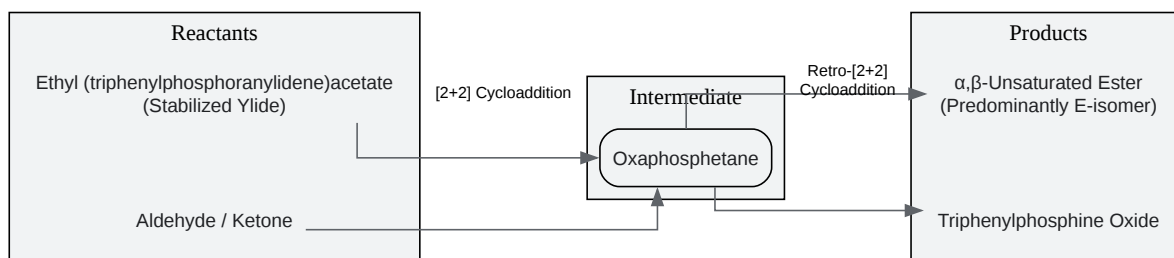 Reactants
Ethyl (triphenylphosphoranylidene)acetate
(Stabilized Ylide)
Aldehyde / Ketone
[2+2] Cycloaddition
Intermediate
Oxaphosphetane
Retro-[2+2]
Cycloaddition
Products
α,β-Unsaturated Ester
(Predominantly E-isomer)
Triphenylphosphine Oxide